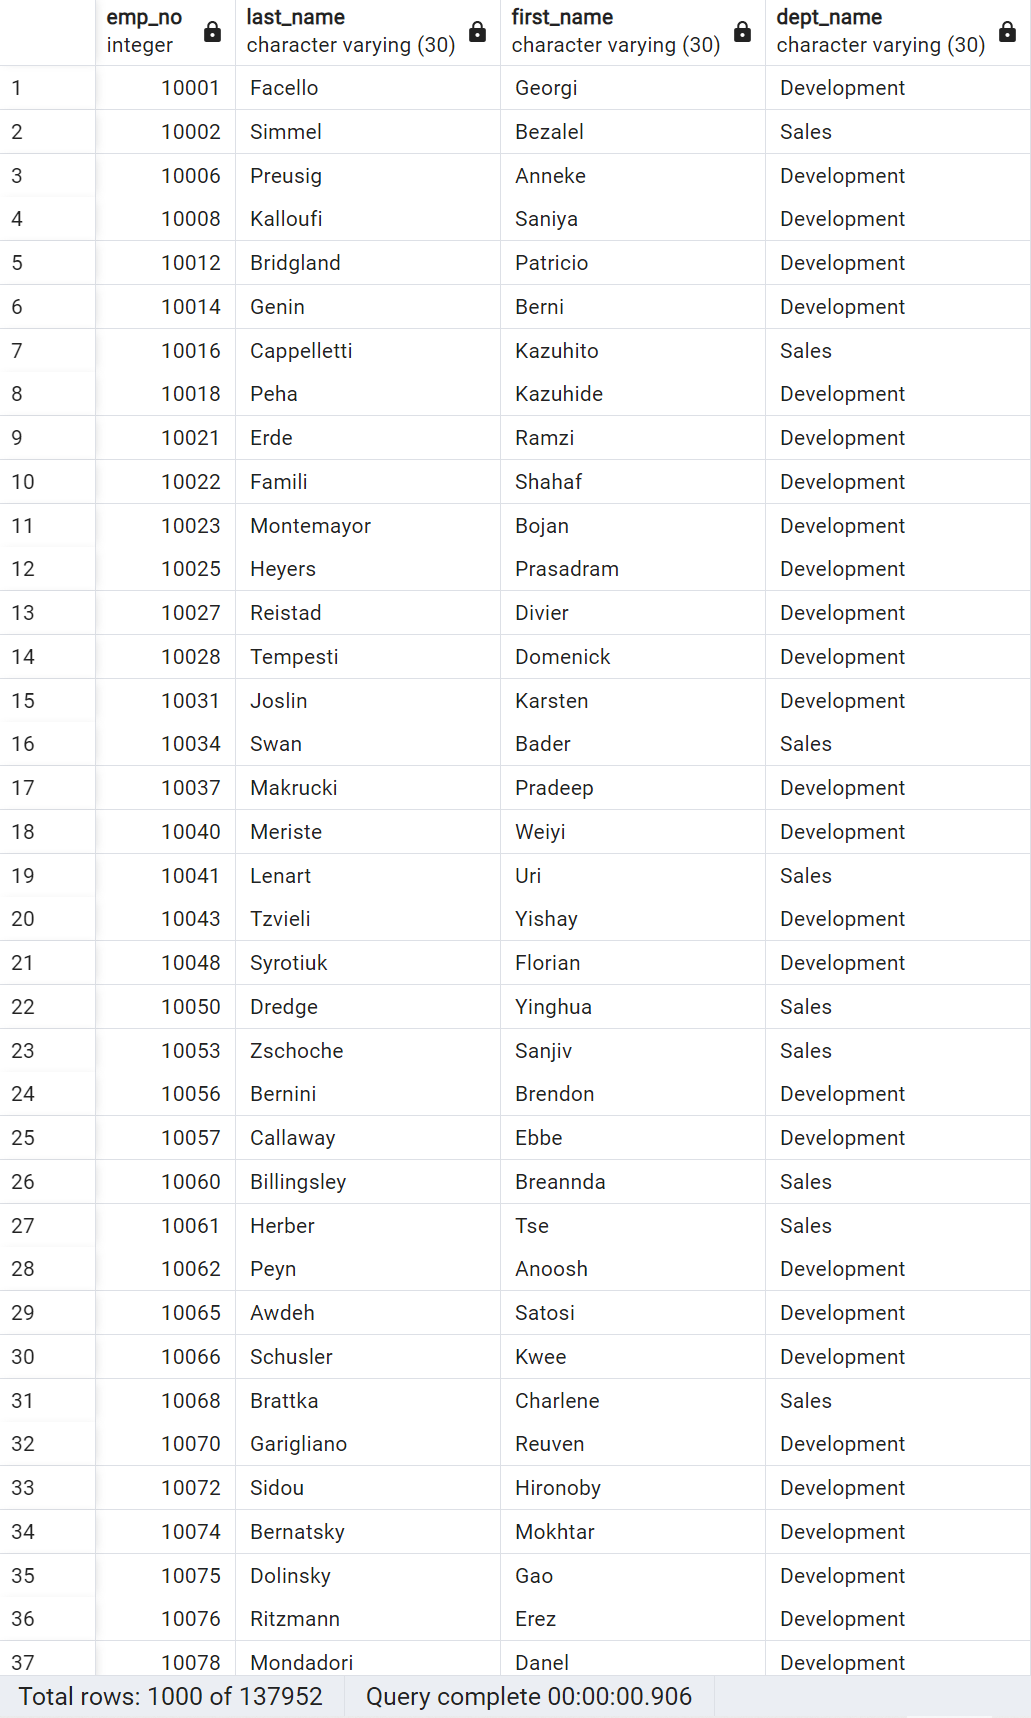 emp_no last_name first_name dept_name
integer character varying (30) character varying (30) character varying (30)
1 10001 Facello Georgi Development
2 10002 Simmel Bezalel Sales
3 10006 Preusig Anneke Development
4 10008 Kalloufi Saniya Development
5 10012 Bridgland Patricio Development
6 10014 Genin Berni Development
7 10016 Cappelletti Kazuhito Sales
8 10018 Peha Kazuhide Development
9 10021 Erde Ramzi Development
10 10022 Famili Shahaf Development
11 10023 Montemayor Bojan Development
12 10025 Heyers Prasadram Development
13 10027 Reistad Divier Development
14 10028 Tempesti Domenick Development
15 10031 Joslin Karsten Development
16 10034 Swan Bader Sales
17 10037 Makrucki Pradeep Development
18 10040 Meriste Weiyi Development
19 10041 Lenart Uri Sales
20 10043 Tzvieli Yishay Development
21 10048 Syrotiuk Florian Development
22 10050 Dredge Yinghua Sales
23 10053 Zschoche Sanjiv Sales
24 10056 Bernini Brendon Development
25 10057 Callaway Ebbe Development
26 10060 Billingsley Breannda Sales
27 10061 Herber Tse Sales
28 10062 Peyn Anoosh Development
29 10065 Awdeh Satosi Development
30 10066 Schusler Kwee Development
31 10068 Brattka Charlene Sales
32 10070 Garigliano Reuven Development
33 10072 Sidou Hironoby Development
34 10074 Bernatsky Mokhtar Development
35 10075 Dolinsky Gao Development
36 10076 Ritzmann Erez Development
37 10078 Mondadori Danel Development
Total rows: 1000 of 137952 Query complete 00:00:00.906